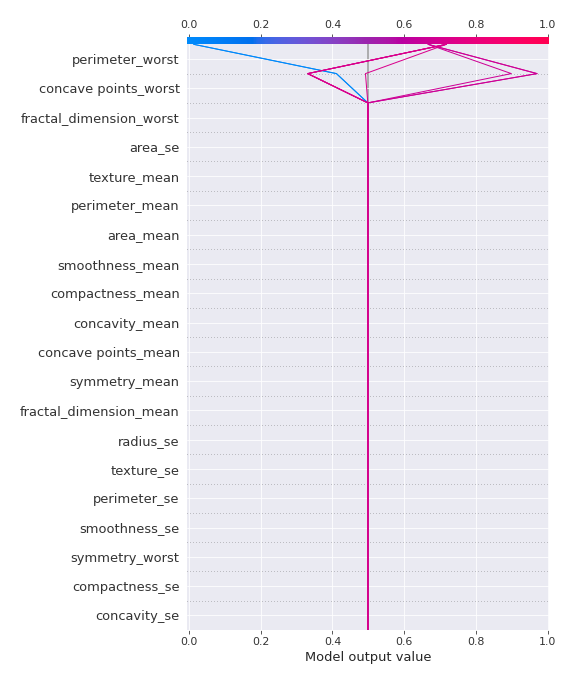 0.0 0.2 0.4 0.6 0.8 1.0
perimeter_worst
concave points_worst
fractal_dimension_worst
area_se
texture_mean
perimeter_mean
area_mean
smoothness_mean
compactness_mean
concavity_mean
concave points_mean
symmetry_mean
fractal_dimension_mean
radius_se
texture_se
perimeter_se
smoothness_se
symmetry_worst
compactness_se
concavity_se
0.0 0.2 0.4 0.6 0.8 1.0
Model output value